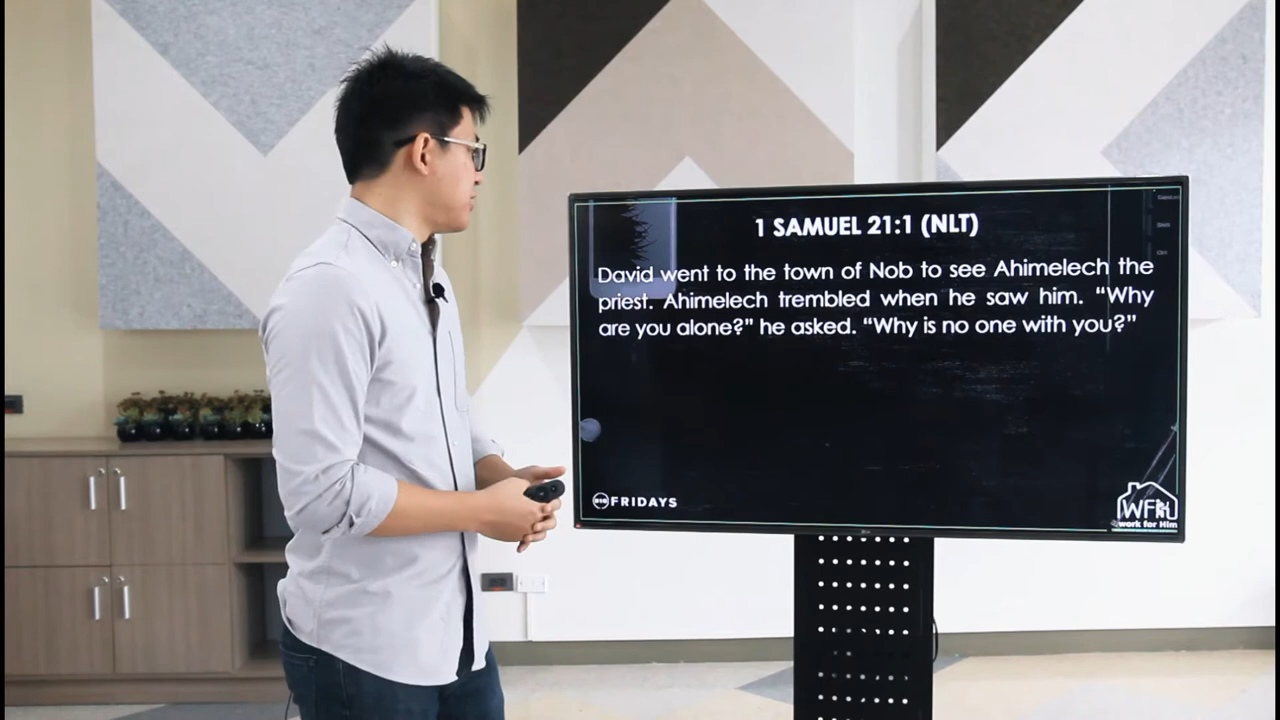 1 SAMUEL 21:1 (NLT)
David went to the town of Nob to see Ahimelech the
priest. Ahimelech trembled when he saw him. “Why
are you alone?” he asked. “Why is no one with you?”
FRIDAYS
WFH
work for Him